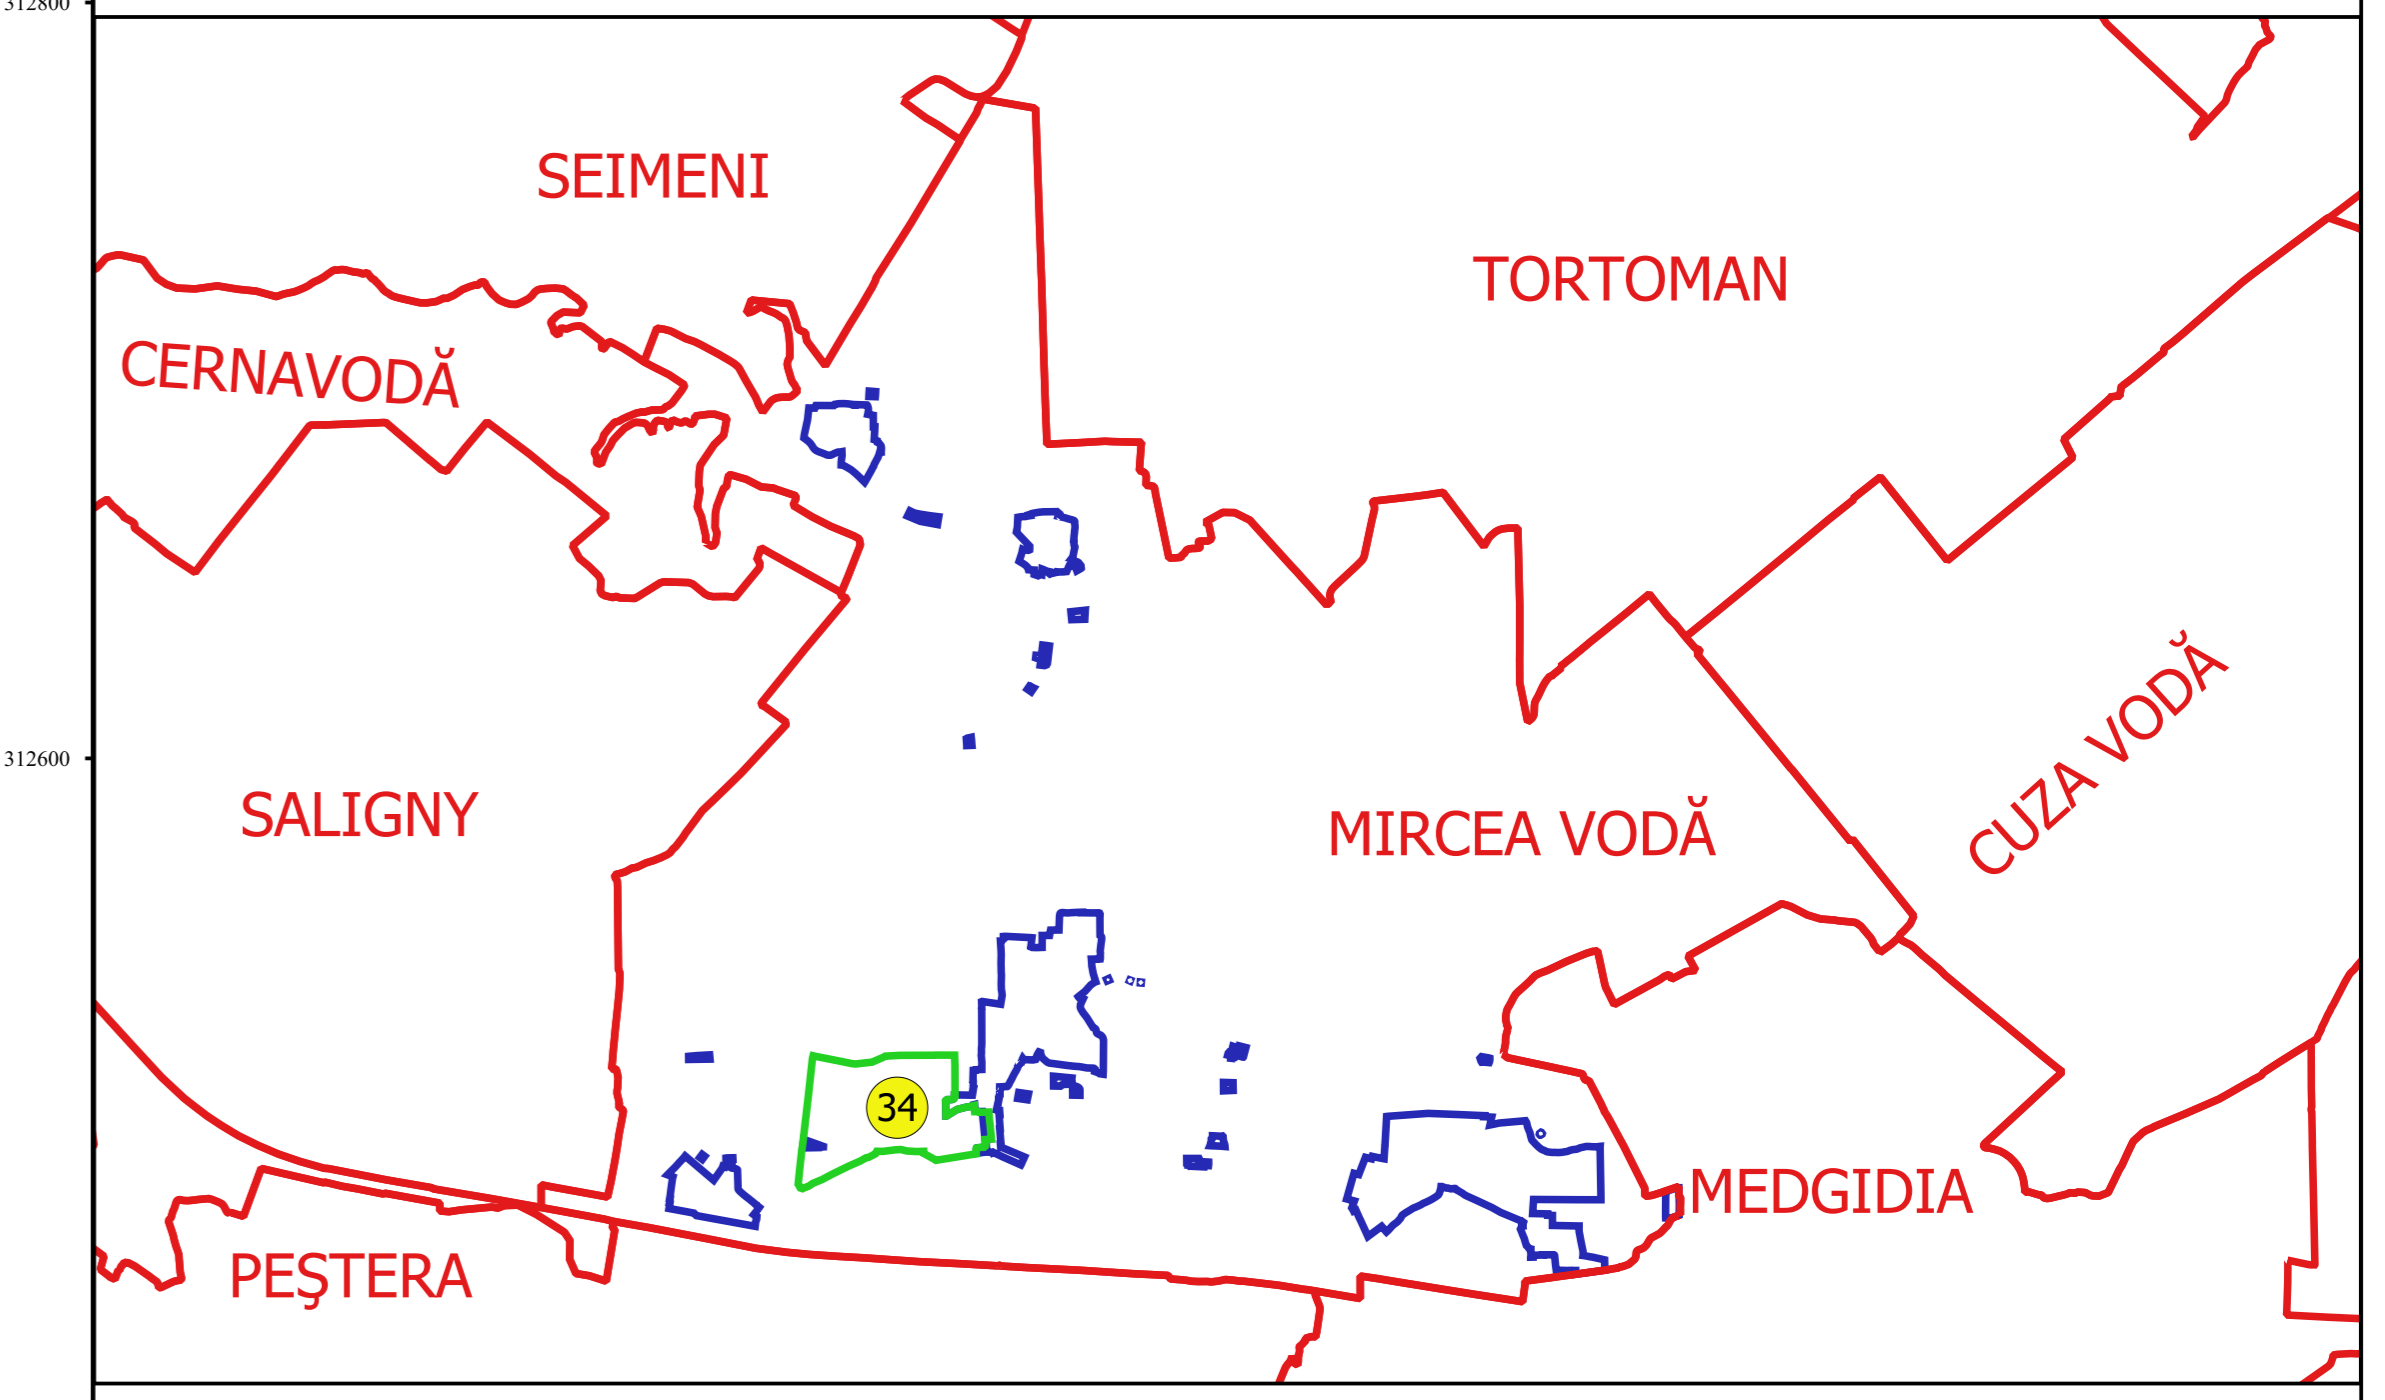 312800
SEIMENI
TORTOMAN
CERNAVODĂ
312600
SALIGNY
MIRCEA VODĂ
CUZA VODĂ
34
MEDGIDIA
PEŞTERA